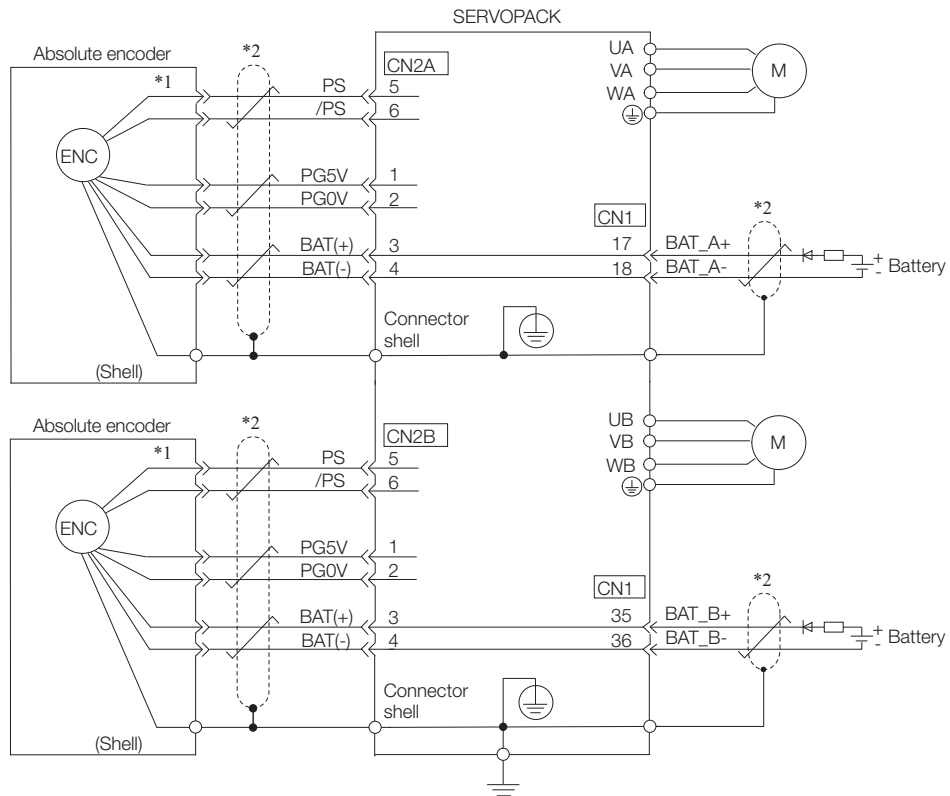 SERVOPACK
Absolute encoder
*2
*1
CN2A
PS
5
/PS
6
ENC
PG5V
1
PG0V
2
BAT(+)
3
BAT(-)
4
Connector
shell
(Shell)
UA
VA
WA
M
CN1
*2
17
BAT_A+
18
BAT_A-
+
-
Battery
Absolute encoder
*2
*1
CN2B
PS
5
/PS
6
ENC
PG5V
1
PG0V
2
BAT(+)
3
BAT(-)
4
Connector
shell
(Shell)
UB
VB
WB
M
CN1
*2
35
BAT_B+
36
BAT_B-
+
-
Battery